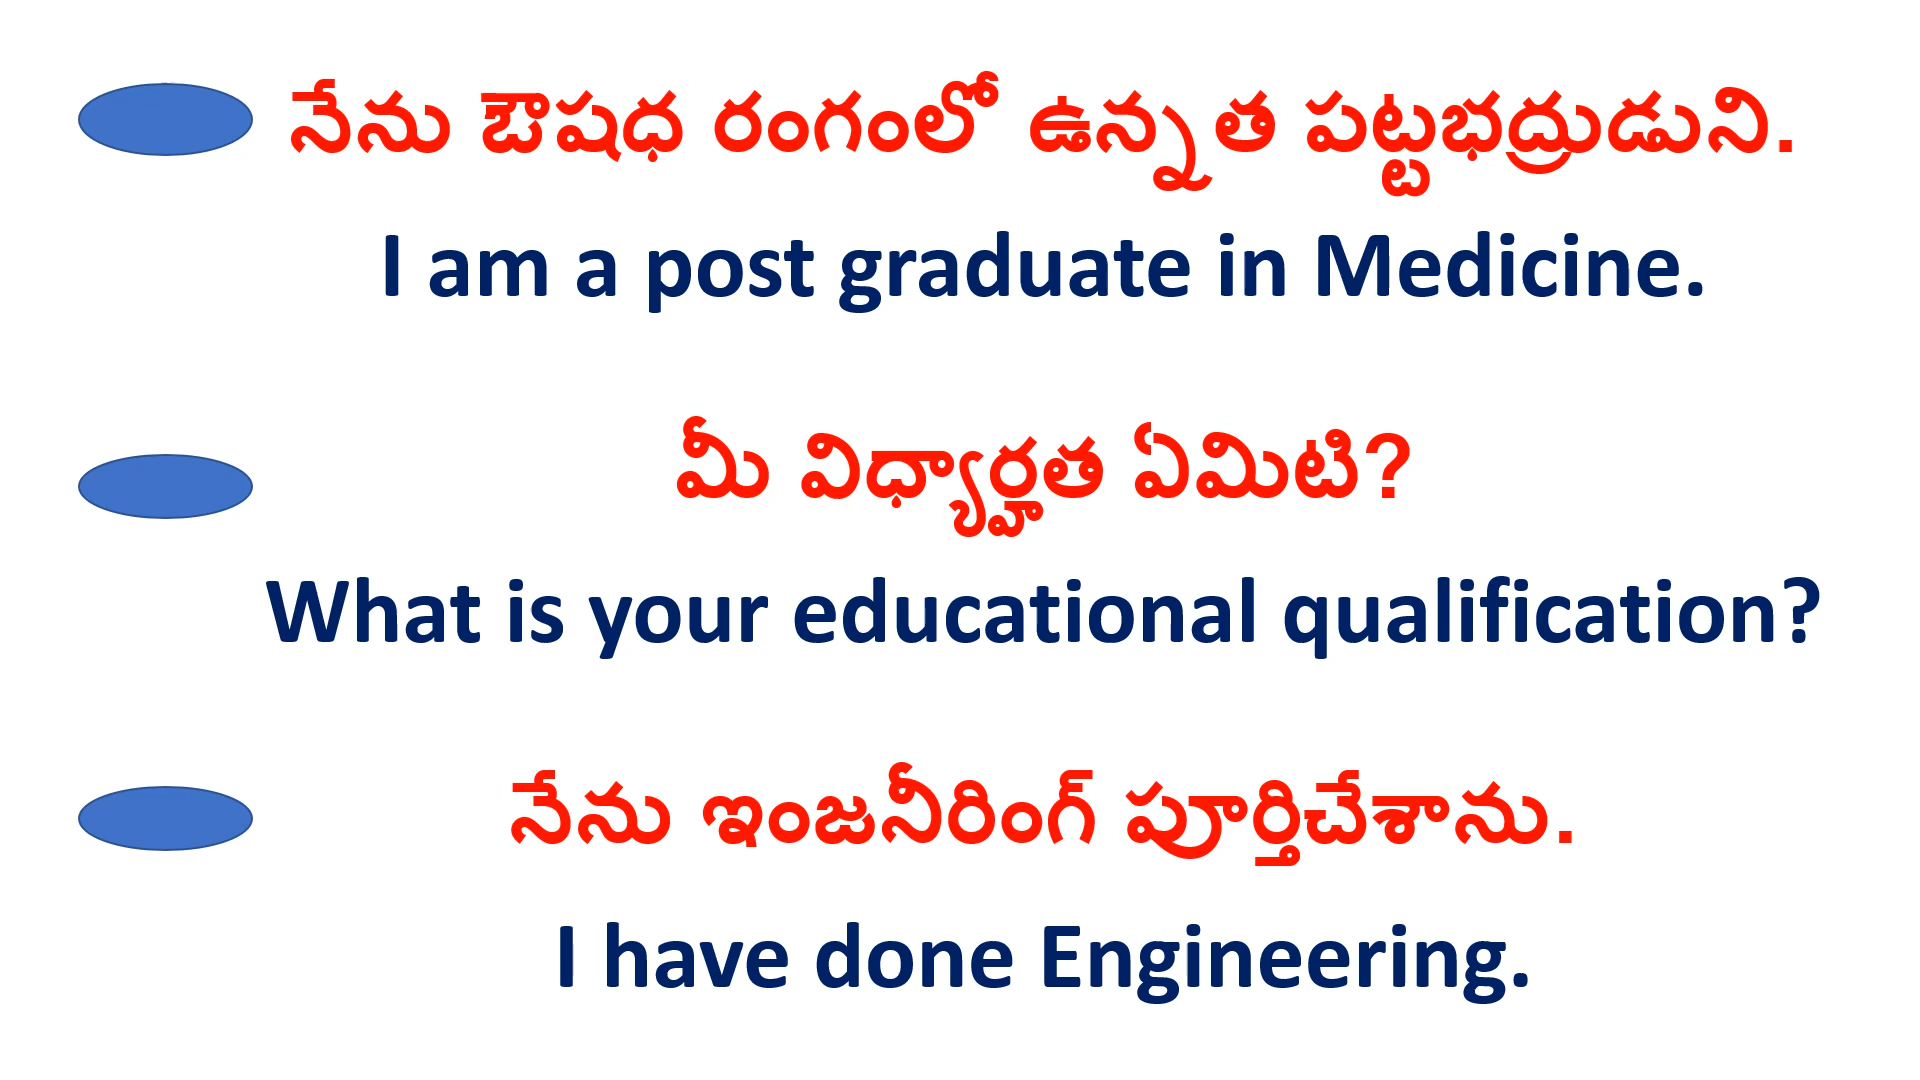 నేను ఔషధ రంగంలో ఉన్నత పట్టభద్రుడుని.
I am a post graduate in Medicine.
మీ విధ్యార్హత ఏమిటి?
What is your educational qualification?
నేను ఇంజనీరింగ్ పూర్తిచేశాను.
I have done Engineering.